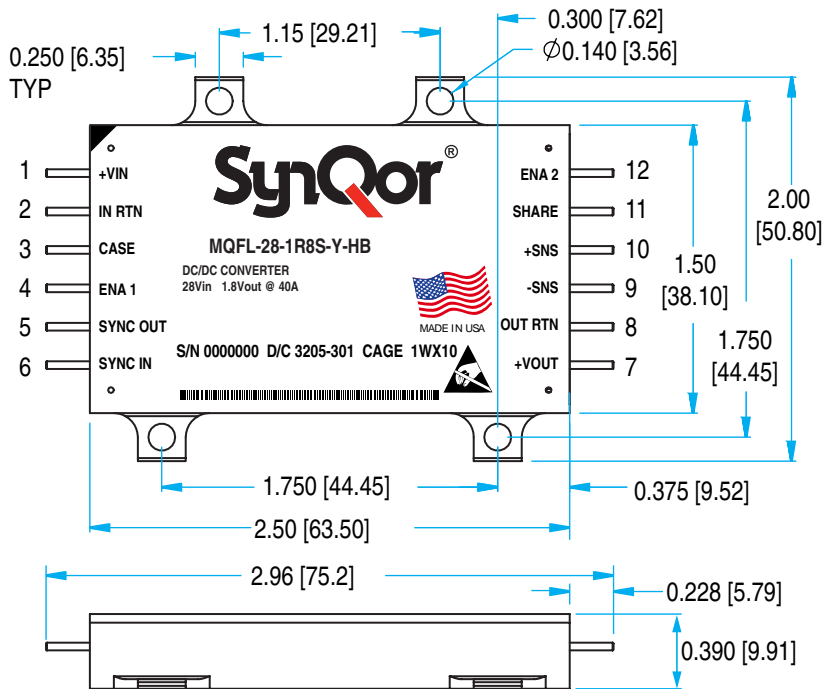 1.15 [29.21]
0.300 [7.62]
0.250 [6.35]
TYP
Ø0.140 [3.56]
SynQor®
1 +VIN
2 IN RTN
3 CASE
4 ENA 1
5 SYNC OUT
6 SYNC IN
MQFL-28-1R8S-Y-HB
DC/DC CONVERTER
28Vin 1.8Vout @ 40A
MADE IN USA
S/N 0000000 D/C 3205-301 CAGE 1WX10
ENA 2 12
SHARE 11
+SNS 10
-SNS 9
OUT RTN 8
+VOUT 7
2.00
[50.80]
1.50
[38.10]
1.750
[44.45]
1.750 [44.45]
0.375 [9.52]
2.50 [63.50]
2.96 [75.2]
0.228 [5.79]
0.390 [9.91]